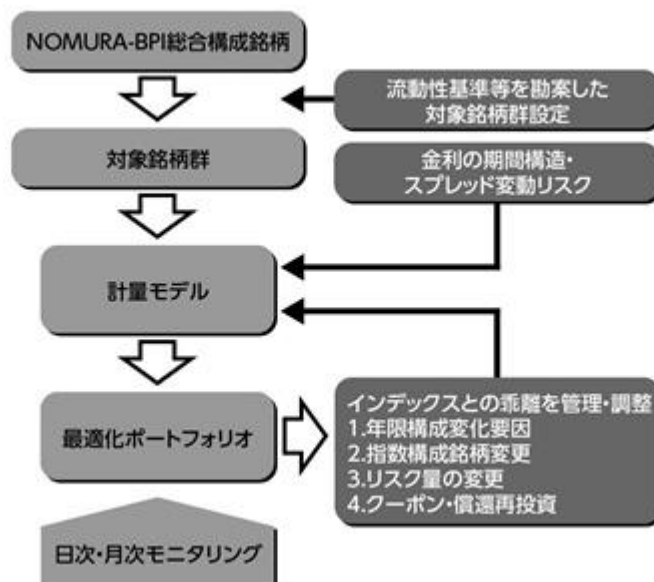 NOMURA-BPI総合構成銘柄
流動性基準等を勘案した
対象銘柄群設定
対象銘柄群
金利の期間構造・
スプレッド変動リスク
計量モデル
最適化ポートフォリオ
インデックスとの乖離を管理・調整
1.年限構成変化要因
2.指数構成銘柄変更
3.リスク量の変更
4.クーポン・償還再投資
日次・月次モニタリング